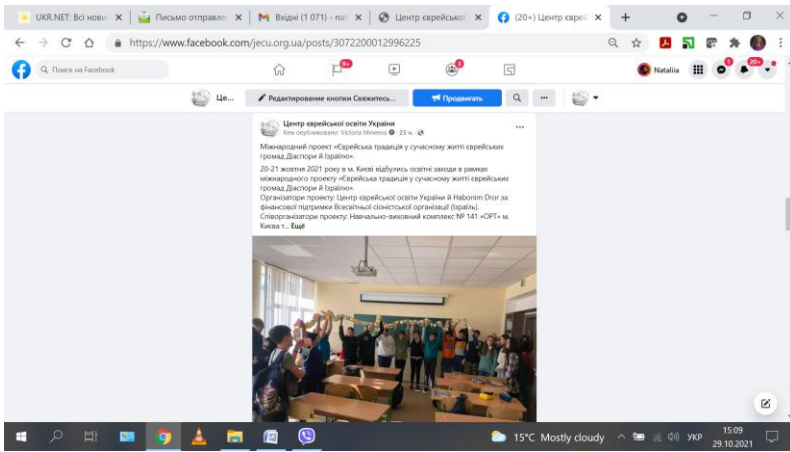 UKR.NET: Всі нови
Письмо отправле
Вхідні (1 071) - nat
Центр єврейської
(20+) Центр єврей
https://www.facebook.com/jecu.org.ua/posts/3072200012996225
Поиск на Facebook
9+
Nataliia
20+
Це...
Редактирование кнопки Свяжитесь...
Продвигать
Центр єврейської освіти України
Кем опубликовано: Victoria Mineeva · 23 ч. ·
Міжнародний проект «Єврейська традиція у сучасному житті єврейських
громад Діаспори й Ізраїлю».
20-21 жовтня 2021 року в м. Києві відбулись освітні заходи в рамках
міжнародного проекту «Єврейська традиція у сучасному житті єврейських
громад Діаспори й Ізраїлю».
Організатори проекту: Центр єврейської освіти України й Habonim Dror за
фінансової підтримки Всесвітньої сіоністської організації (Ізраїль).
Співорганізатори проекту: Навчально-виховний комплекс № 141 «ОРТ» м.
Києва т... Ещё
15°C Mostly cloudy
УКР
15:09
29.10.2021